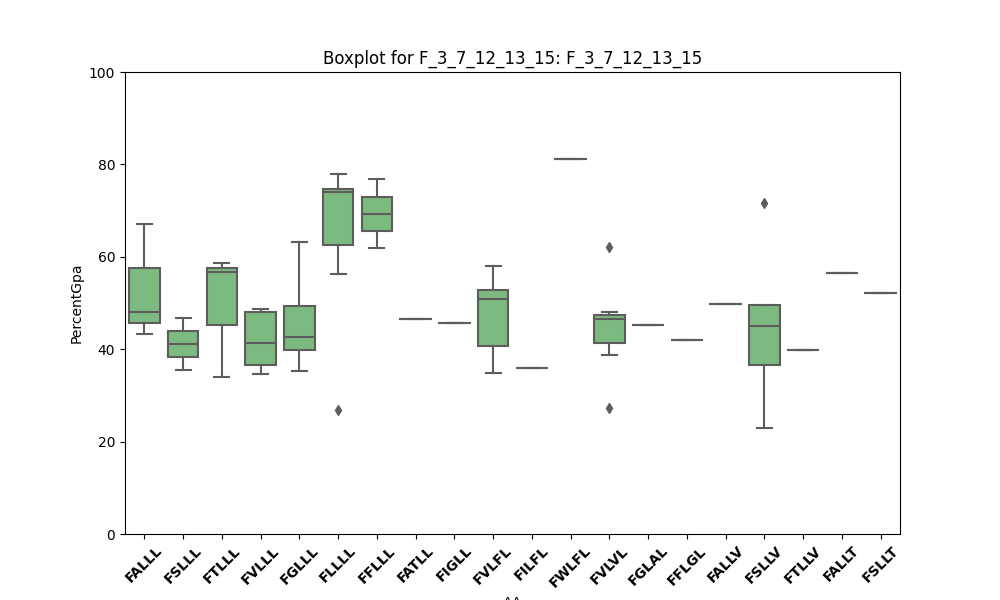 Boxplot for F_3_7_12_13_15: F_3_7_12_13_15
PercentGpa
100
80
60
40
20
0
FALLL
FSLLL
FTLLL
FVLLL
FGLLL
FLLLL
FFLLL
FATLL
FIGLL
FVLFL
FILFL
FWLFL
FVLVL
FGLAL
FFLGL
FALLV
FSLLV
FTLLV
FALLT
FSLLT